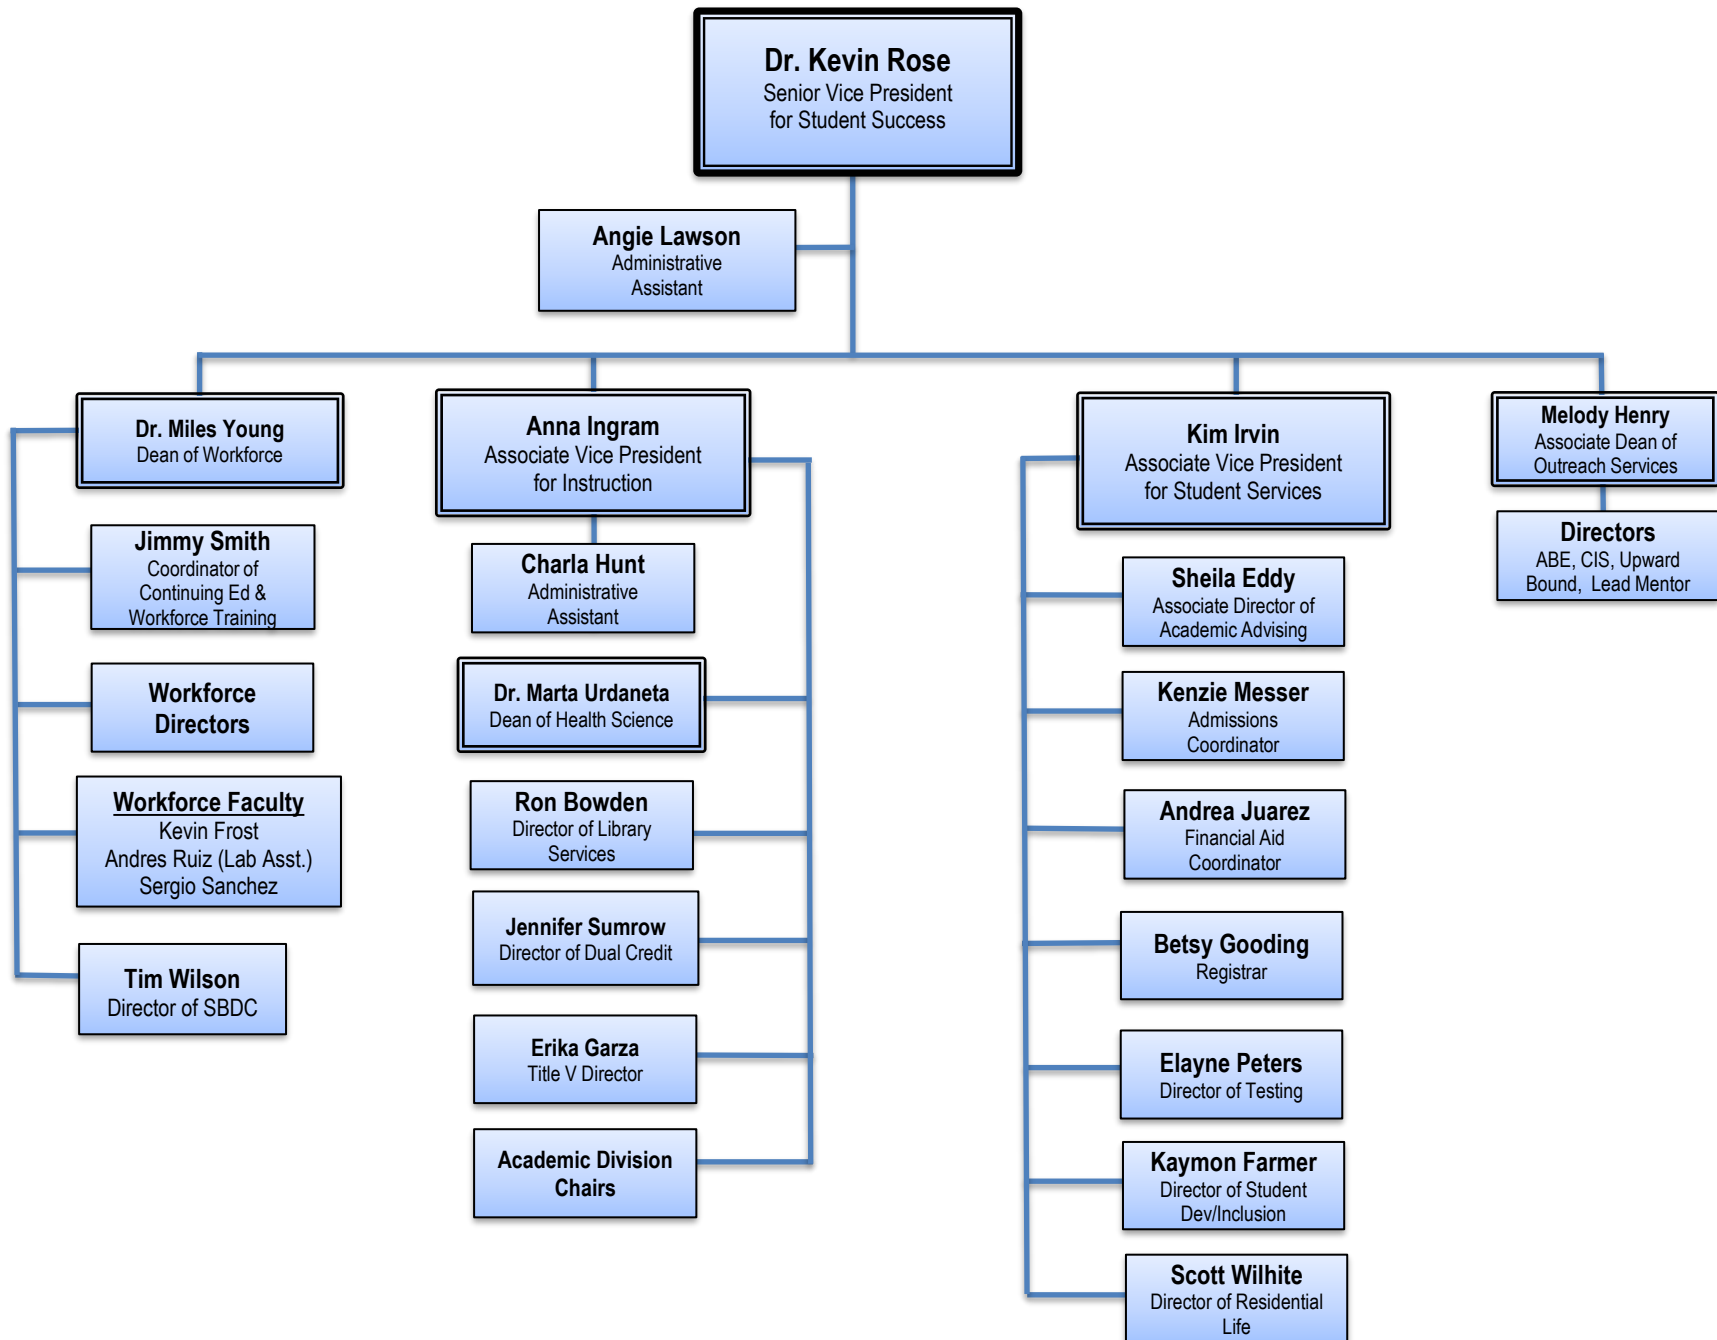 Dr. Kevin Rose
Senior Vice President
for Student Success
Angie Lawson
Administrative
Assistant
Dr. Miles Young
Dean of Workforce
Jimmy Smith
Coordinator of
Continuing Ed &
Workforce Training
Workforce
Directors
Workforce Faculty
Kevin Frost
Andres Ruiz (Lab Asst.)
Sergio Sanchez
Tim Wilson
Director of SBDC
Anna Ingram
Associate Vice President
for Instruction
Charla Hunt
Administrative
Assistant
Dr. Marta Urdaneta
Dean of Health Science
Ron Bowden
Director of Library
Services
Jennifer Sumrow
Director of Dual Credit
Erika Garza
Title V Director
Academic Division
Chairs
Kim Irvin
Associate Vice President
for Student Services
Sheila Eddy
Associate Director of
Academic Advising
Kenzie Messer
Admissions
Coordinator
Andrea Juarez
Financial Aid
Coordinator
Betsy Gooding
Registrar
Elayne Peters
Director of Testing
Kaymon Farmer
Director of Student
Dev/Inclusion
Scott Wilhite
Director of Residential
Life
Melody Henry
Associate Dean of
Outreach Services
Directors
ABE, CIS, Upward
Bound, Lead Mentor